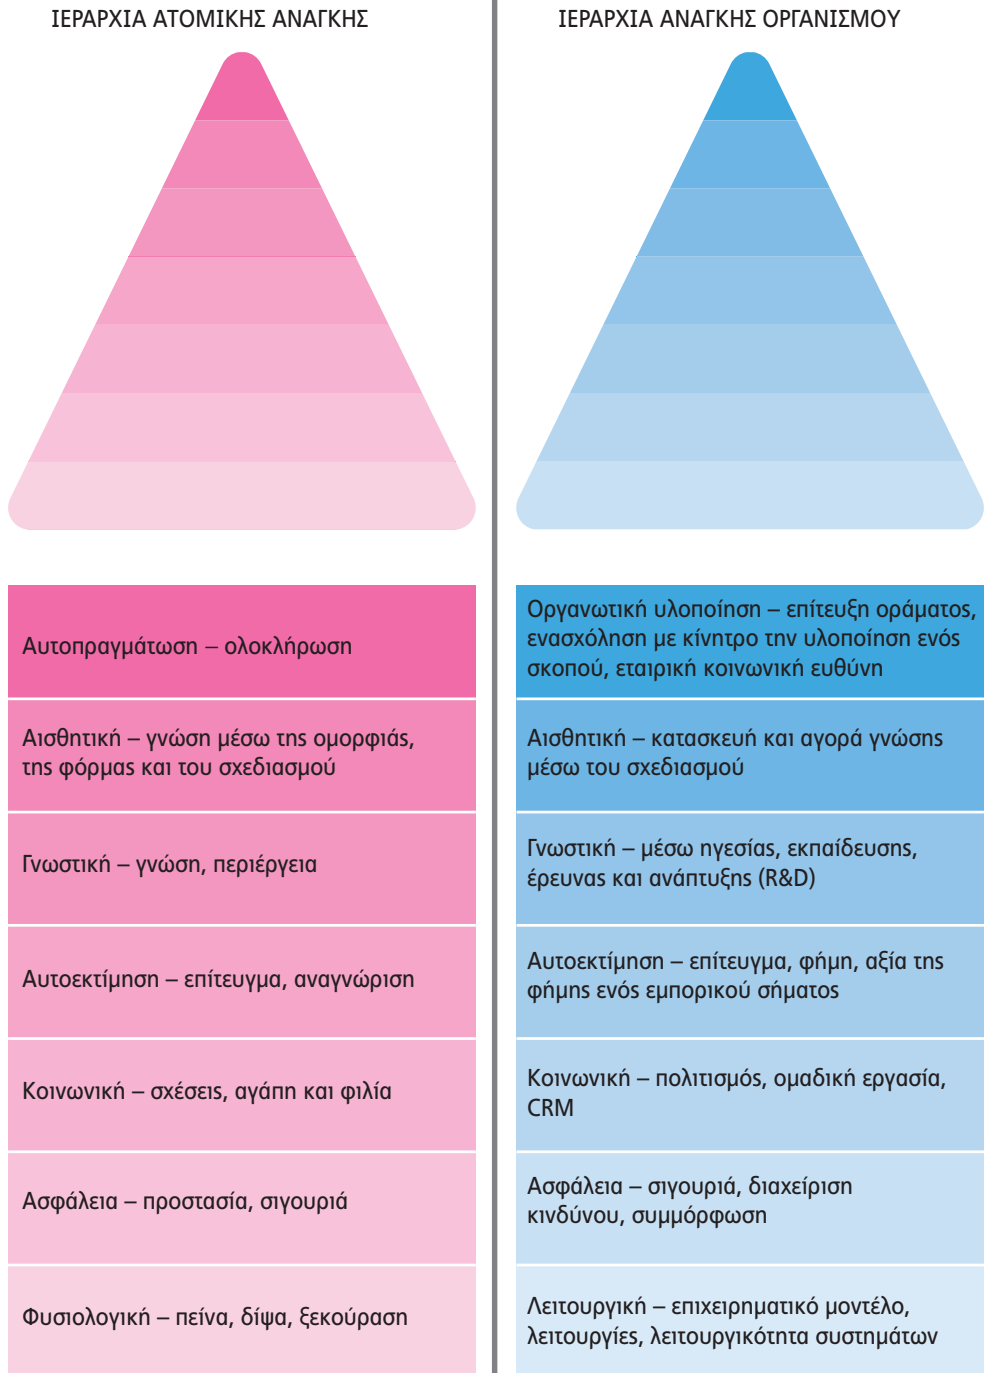 ΙΕΡΑΡΧΙΑ ΑΤΟΜΙΚΗΣ ΑΝΑΓΚΗΣ
Αυτοπραγμάτωση – ολοκλήρωση
Αισθητική – γνώση μέσω της ομορφιάς,
της φόρμας και του σχεδιασμού
Γνωστική – γνώση, περιέργεια
Αυτοεκτίμηση – επίτευγμα, αναγνώριση
Κοινωνική – σχέσεις, αγάπη και φιλία
Ασφάλεια – προστασία, σιγουριά
Φυσιολογική – πείνα, δίψα, ξεκούραση
ΙΕΡΑΡΧΙΑ ΑΝΑΓΚΗΣ ΟΡΓΑΝΙΣΜΟΥ
Οργανωτική υλοποίηση – επίτευξη οράματος,
ενασχόληση με κίνητρο την υλοποίηση ενός
σκοπού, εταιρική κοινωνική ευθύνη
Αισθητική – κατασκευή και αγορά γνώσης
μέσω του σχεδιασμού
Γνωστική – μέσω ηγεσίας, εκπαίδευσης,
έρευνας και ανάπτυξης (R&D)
Αυτοεκτίμηση – επίτευγμα, φήμη, αξία της
φήμης ενός εμπορικού σήματος
Κοινωνική – πολιτισμός, ομαδική εργασία,
CRM
Ασφάλεια – σιγουριά, διαχείριση
κινδύνου, συμμόρφωση
Λειτουργική – επιχειρηματικό μοντέλο,
λειτουργίες, λειτουργικότητα συστημάτων